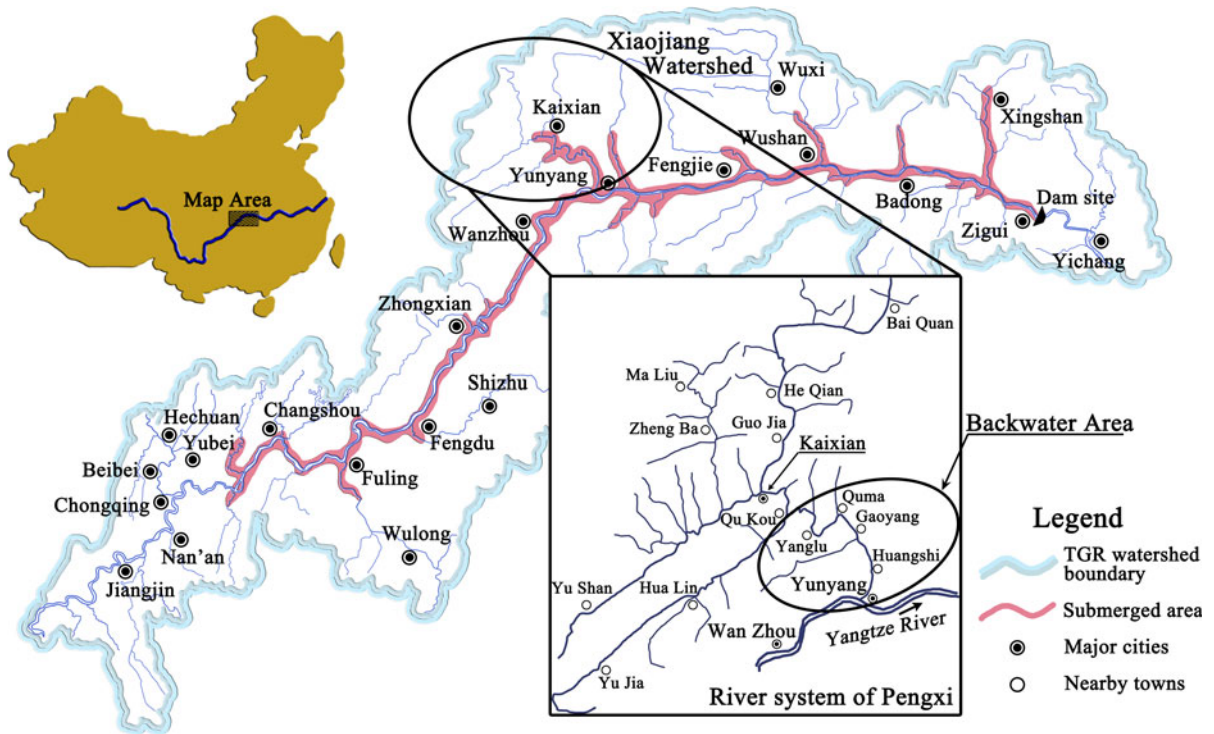 Xiaojiang
Watershed
Wuxi
Kaixian
Xingshan
Wushan
Fengjie
Yunyang
Map Area
Badong
Dam site
Zigui
Wanzhou
Yichang
Zhongxian
Bai Quan
Shizhu
Ma Liu
He Qian
Changshou
Hechuan
Zheng Ba
Guo Jia
Backwater Area
Yubei
Fengdu
Kaixian
Beibei
Fuling
Chongqing
Quma
Qu Kou
Gaoyang
Legend
Yanglu
Wulong
Nan'an
Huangshi
TGR watershed
boundary
Jiangjin
Yu Shan
Hua Lin
Yunyang
Submerged area
Wan Zhou
Yangtze River
Major cities
Yu Jia
Nearby towns
River system of Pengxi